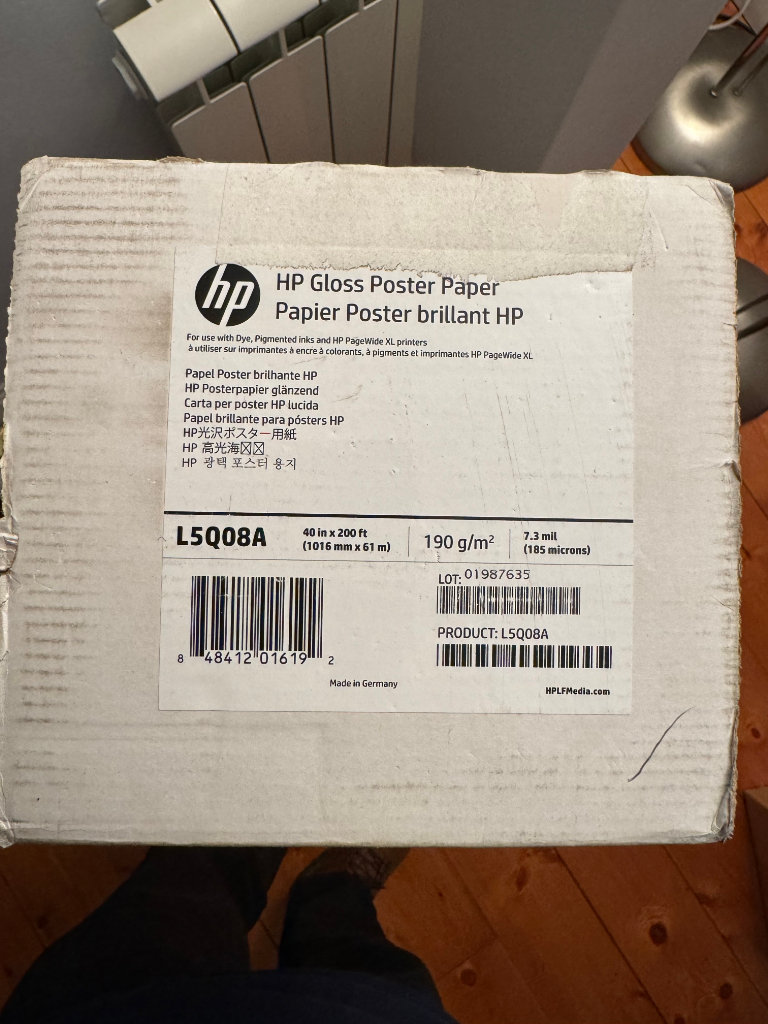 hp
HP Gloss Poster Paper
Papier Poster brillant HP
For use with Dye, Pigmented inks and HP PageWide XL printers
à utiliser sur imprimantes à encre à colorants, à pigments et imprimantes HP PageWide XL
Papel Poster brilhante HP
HP Posterpapier glänzend
Carta per poster HP lucida
Papel brillante para pósters HP
HP光沢ポスター用紙
HP 高光海☒☒
HP 광택 포스터 용지
L5Q08A
40 in x 200 ft
(1016 mm x 61 m)
190 g/m²
7.3 mil
(185 microns)
LOT: 01987635
PRODUCT: L5Q08A
8 48412 01619 2
Made in Germany
HPLFMedia.com